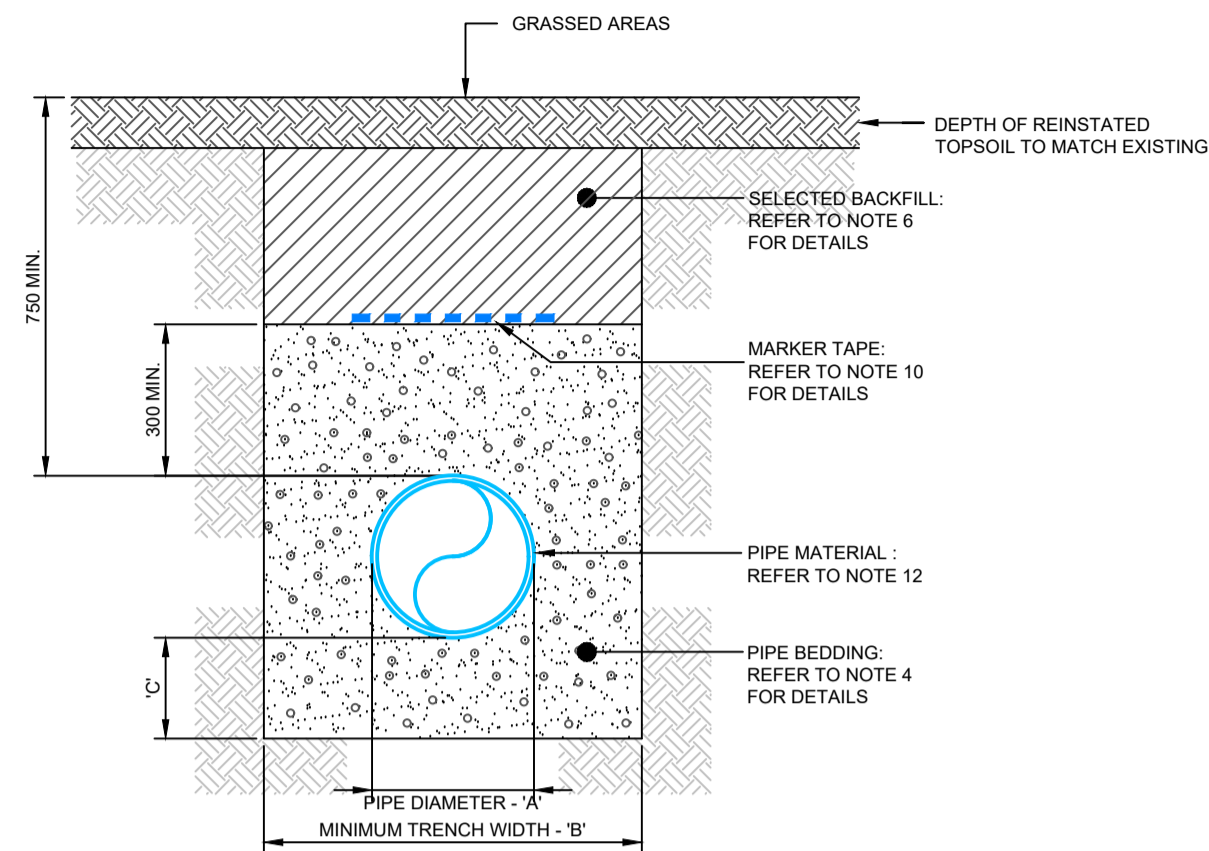 GRASSED AREAS
DEPTH OF REINSTATED
TOPSOIL TO MATCH EXISTING
SELECTED BACKFILL:
REFER TO NOTE 6
FOR DETAILS
750 MIN.
300 MIN.
MARKER TAPE:
REFER TO NOTE 10
FOR DETAILS
PIPE MATERIAL :
REFER TO NOTE 12
PIPE BEDDING:
REFER TO NOTE 4
FOR DETAILS
'C'
PIPE DIAMETER - 'A'
MINIMUM TRENCH WIDTH - 'B'